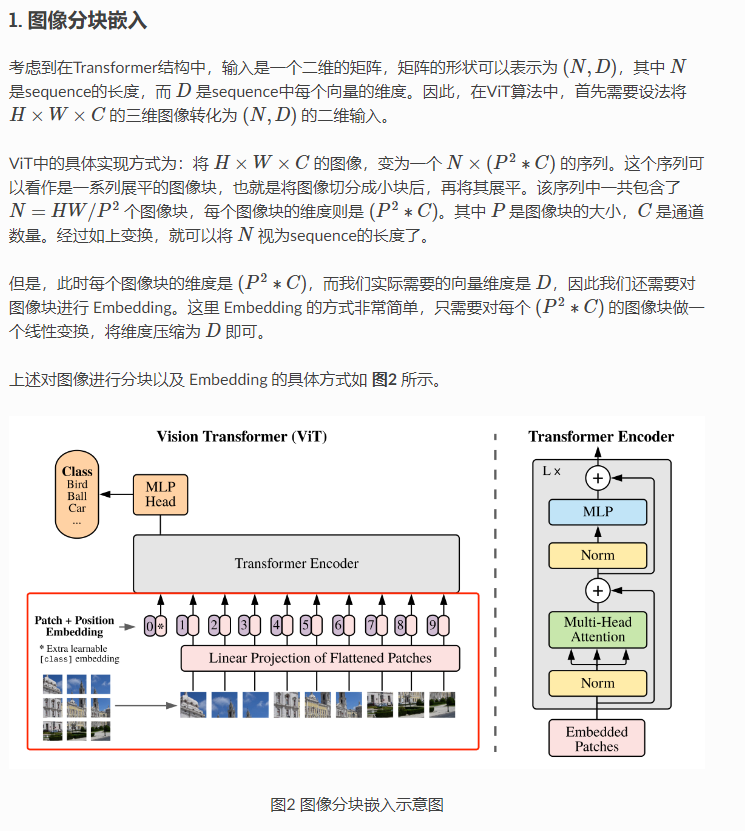 1. 图像分块嵌入
考虑到在Transformer结构中，输入是一个二维的矩阵，矩阵的形状可以表示为 (N, D)，其中 N
是sequence的长度，而 D 是sequence中每个向量的维度。因此，在ViT算法中，首先需要设法将
H × W × C 的三维图像转化为 (N, D) 的二维输入。
ViT中的具体实现方式为：将 H × W × C 的图像，变为一个 N × (P² * C) 的序列。这个序列可
以看作是一系列展平的图像块，也就是将图像切分成小块后，再将其展平。该序列中一共包含了
N = HW/P² 个图像块，每个图像块的维度则是 (P² * C)。其中 P 是图像块的大小，C 是通道
数量。经过如上变换，就可以将 N 视为sequence的长度了。
但是，此时每个图像块的维度是 (P² * C)，而我们实际需要的向量维度是 D，因此我们还需要对
图像块进行 Embedding。这里 Embedding 的方式非常简单，只需要对每个 (P² * C) 的图像块做一
个线性变换，将维度压缩为 D 即可。
上述对图像进行分块以及 Embedding 的具体方式如 图2 所示。
Vision Transformer (ViT)
Class
Bird
Ball
Car
...
MLP
Head
Transformer Encoder
Patch + Position
Embedding
* Extra learnable
[class] embedding
0 * 1 2 3 4 5 6 7 8 9
Linear Projection of Flattened Patches
Transformer Encoder
L x
+
MLP
Norm
+
Multi-Head
Attention
Norm
Embedded
Patches
图2 图像分块嵌入示意图